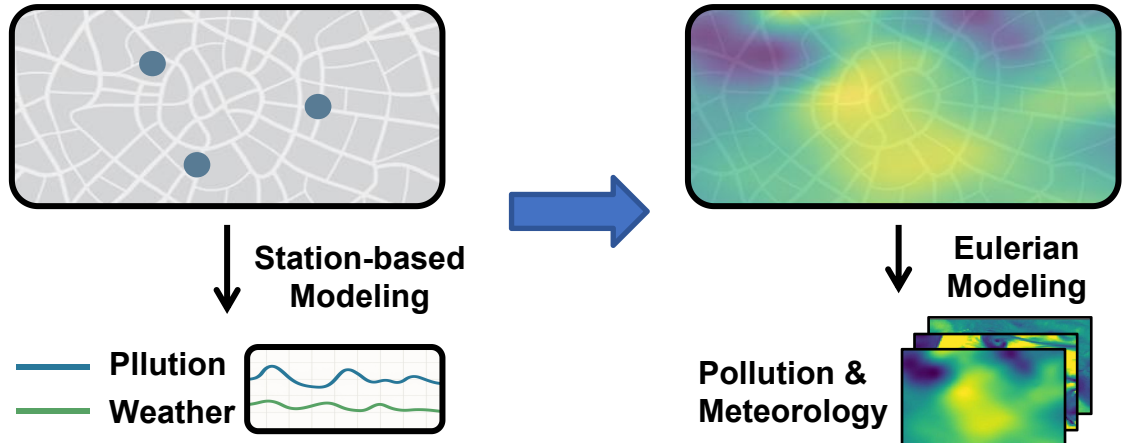 Station-based
Modeling
Pllution
Weather
Eulerian
Modeling
Pollution &
Meteorology